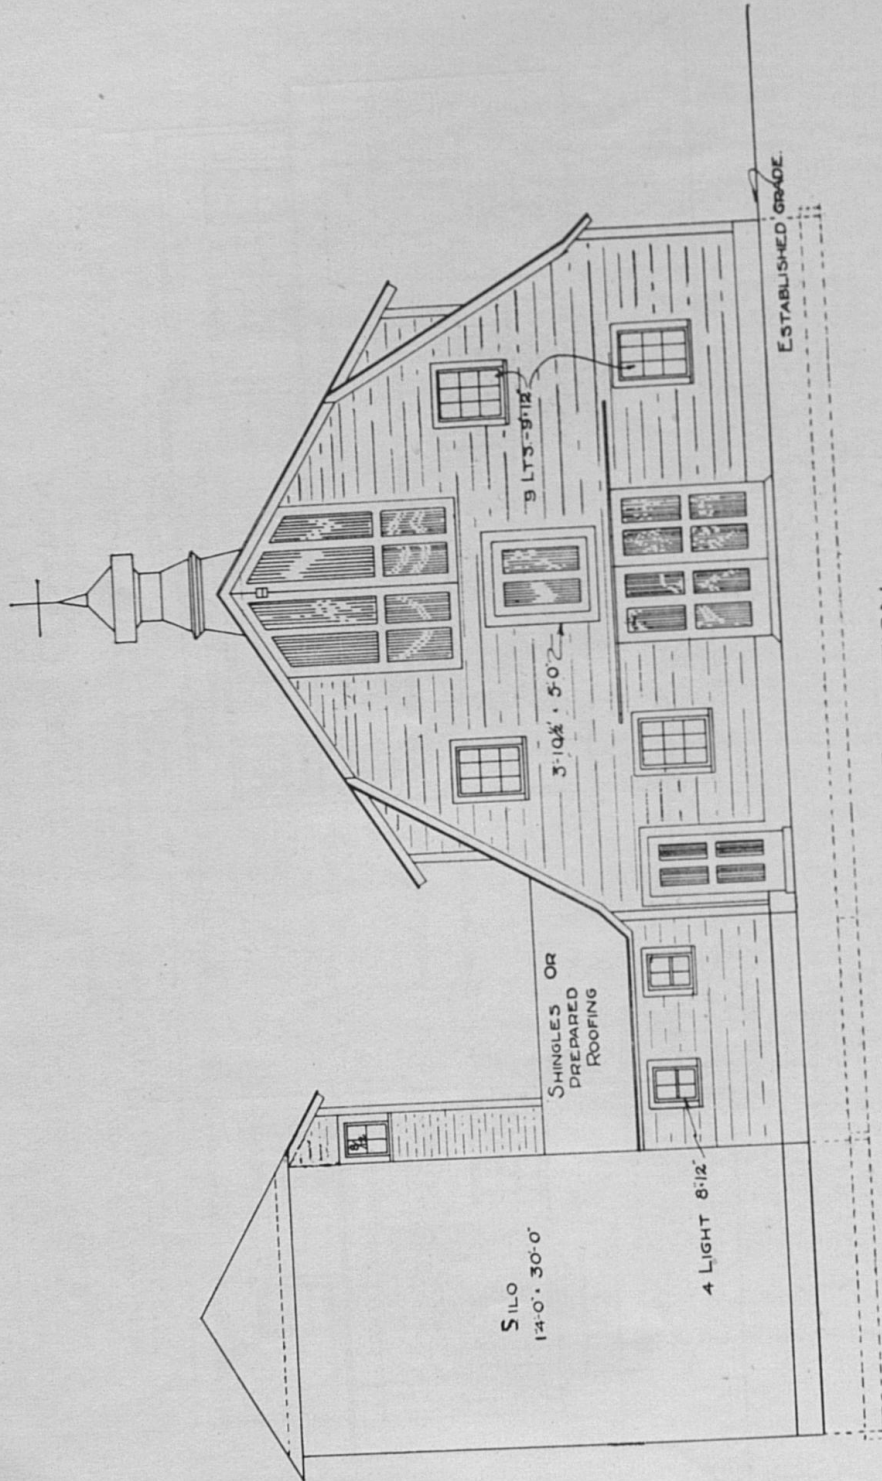 SILO
14'-0" · 30'-0"
SHINGLES OR
PREPARED
ROOFING
4 LIGHT 8·12"
3'-10½" · 5'-0"
9 LTS.-9·12"
ESTABLISHED GRADE.